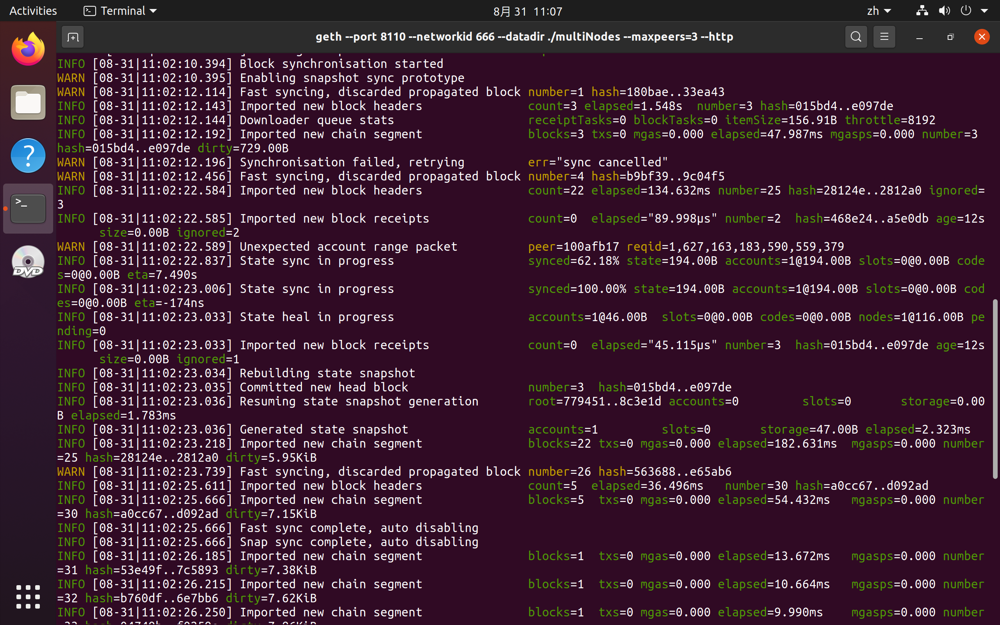 Activities
Terminal
8月 31 11:07
zh
geth --port 8110 --networkid 666 --datadir ./multiNodes --maxpeers=3 --http
INFO [08-31|11:02:10.394] Block synchronisation started
WARN [08-31|11:02:10.395] Enabling snapshot sync prototype
WARN [08-31|11:02:12.114] Fast syncing, discarded propagated block number=1 hash=180bae..33ea43
INFO [08-31|11:02:12.143] Imported new block headers count=3 elapsed=1.548s number=3 hash=015bd4..e097de
INFO [08-31|11:02:12.144] Downloader queue stats receiptTasks=0 blockTasks=0 itemSize=156.91B throttle=8192
INFO [08-31|11:02:12.192] Imported new chain segment blocks=3 txs=0 mgas=0.000 elapsed=47.987ms mgasps=0.000 number=3
hash=015bd4..e097de dirty=729.00B
WARN [08-31|11:02:12.196] Synchronisation failed, retrying err="sync cancelled"
WARN [08-31|11:02:12.456] Fast syncing, discarded propagated block number=4 hash=b9bf39..9c04f5
INFO [08-31|11:02:22.584] Imported new block headers count=22 elapsed=134.632ms number=25 hash=28124e..2812a0 ignored=
3
INFO [08-31|11:02:22.585] Imported new block receipts count=0 elapsed="89.998µs" number=2 hash=468e24..a5e0db age=12s
size=0.00B ignored=2
WARN [08-31|11:02:22.589] Unexpected account range packet peer=100afb17 reqid=1,627,163,183,590,559,379
INFO [08-31|11:02:22.837] State sync in progress synced=62.18% state=194.00B accounts=1@194.00B slots=0@0.00B code
s=0@0.00B eta=7.490s
INFO [08-31|11:02:23.006] State sync in progress synced=100.00% state=194.00B accounts=1@194.00B slots=0@0.00B cod
es=0@0.00B eta=-174ns
INFO [08-31|11:02:23.033] State heal in progress accounts=1@46.00B slots=0@0.00B codes=0@0.00B nodes=1@116.00B pe
nding=0
INFO [08-31|11:02:23.033] Imported new block receipts count=0 elapsed="45.115µs" number=3 hash=015bd4..e097de age=12s
size=0.00B ignored=1
INFO [08-31|11:02:23.034] Rebuilding state snapshot
INFO [08-31|11:02:23.035] Committed new head block number=3 hash=015bd4..e097de
INFO [08-31|11:02:23.036] Resuming state snapshot generation root=779451..8c3e1d accounts=0 slots=0 storage=0.00
B elapsed=1.783ms
INFO [08-31|11:02:23.036] Generated state snapshot accounts=1 slots=0 storage=47.00B elapsed=2.323ms
INFO [08-31|11:02:23.218] Imported new chain segment blocks=22 txs=0 mgas=0.000 elapsed=182.631ms mgasps=0.000 number
=25 hash=28124e..2812a0 dirty=5.95KiB
WARN [08-31|11:02:23.739] Fast syncing, discarded propagated block number=26 hash=563688..e65ab6
INFO [08-31|11:02:25.611] Imported new block headers count=5 elapsed=36.496ms number=30 hash=a0cc67..d092ad
INFO [08-31|11:02:25.666] Imported new chain segment blocks=5 txs=0 mgas=0.000 elapsed=54.432ms mgasps=0.000 number
=30 hash=a0cc67..d092ad dirty=7.15KiB
INFO [08-31|11:02:25.666] Fast sync complete, auto disabling
INFO [08-31|11:02:25.666] Snap sync complete, auto disabling
INFO [08-31|11:02:26.185] Imported new chain segment blocks=1 txs=0 mgas=0.000 elapsed=13.672ms mgasps=0.000 number
=31 hash=53e49f..7c5893 dirty=7.38KiB
INFO [08-31|11:02:26.215] Imported new chain segment blocks=1 txs=0 mgas=0.000 elapsed=10.664ms mgasps=0.000 number
=32 hash=b760df..6e7bb6 dirty=7.62KiB
INFO [08-31|11:02:26.250] Imported new chain segment blocks=1 txs=0 mgas=0.000 elapsed=9.990ms mgasps=0.000 number
DVD